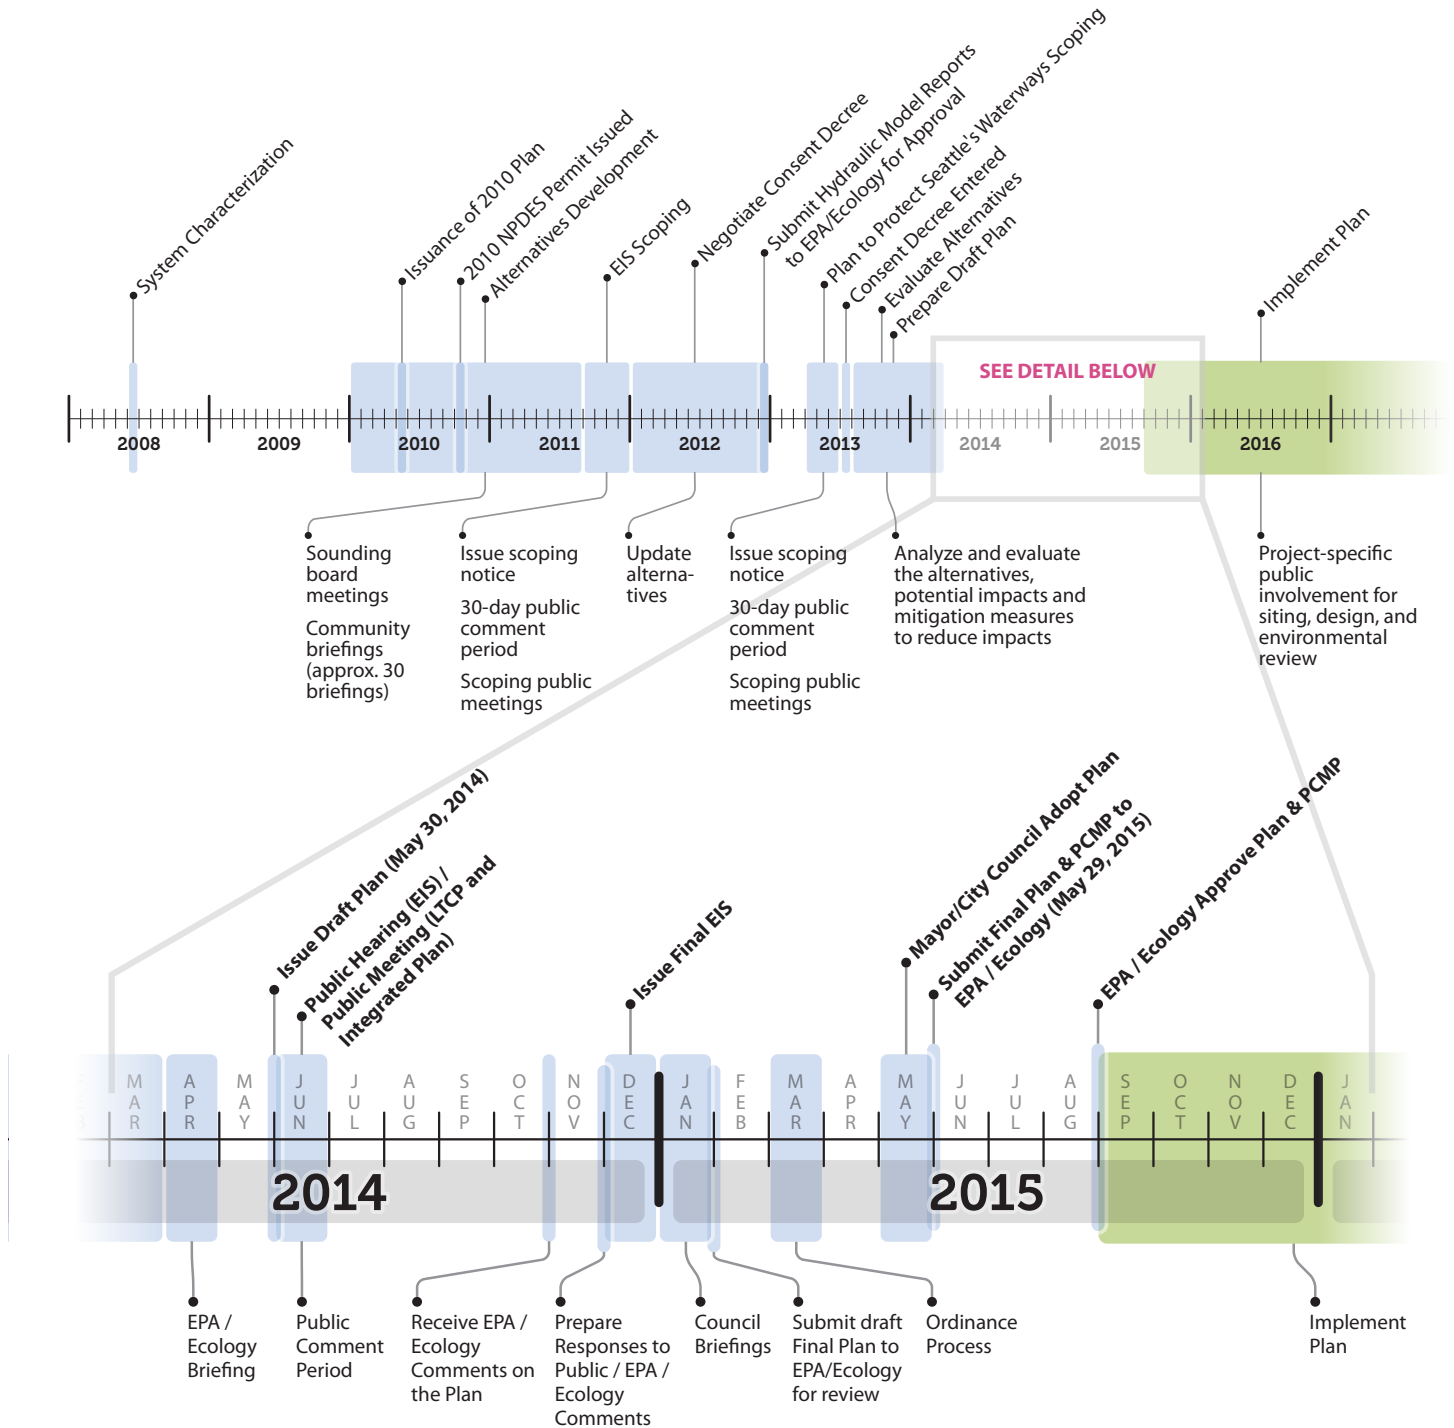 System Characterization
Issuance of 2010 Plan
2010 NPDES Permit Issued
Alternatives Development
EIS Scoping
Negotiate Consent Decree
Submit Hydraulic Model Reports
to EPA/Ecology for Approval
Plan to Protect Seattle's Waterways Scoping
Consent Decree Entered
Evaluate Alternatives
Prepare Draft Plan
Implement Plan
SEE DETAIL BELOW
2008
2009
2010
2011
2012
2013
2014
2015
2016
Sounding
board
meetings
Community
briefings
(approx. 30
briefings)
Issue scoping
notice
30-day public
comment
period
Scoping public
meetings
Update
alterna-
tives
Issue scoping
notice
30-day public
comment
period
Scoping public
meetings
Analyze and evaluate
the alternatives,
potential impacts and
mitigation measures
to reduce impacts
Project-specific
public
involvement for
siting, design, and
environmental
review
Issue Draft Plan (May 30, 2014)
Public Hearing (EIS) /
Public Meeting (LTCP and
Integrated Plan)
Issue Final EIS
Mayor/City Council Adopt Plan
Submit Final Plan & PCMP to
EPA / Ecology (May 29, 2015)
EPA / Ecology Approve Plan & PCMP
MAR
APR
MAY
JUN
JUL
AUG
SEP
OCT
NOV
DEC
JAN
FEB
MAR
APR
MAY
JUN
JUL
AUG
SEP
OCT
NOV
DEC
JAN
2014
2015
EPA /
Ecology
Briefing
Public
Comment
Period
Receive EPA /
Ecology
Comments on
the Plan
Prepare
Responses to
Public / EPA /
Ecology
Comments
Council
Briefings
Submit draft
Final Plan to
EPA/Ecology
for review
Ordinance
Process
Implement
Plan